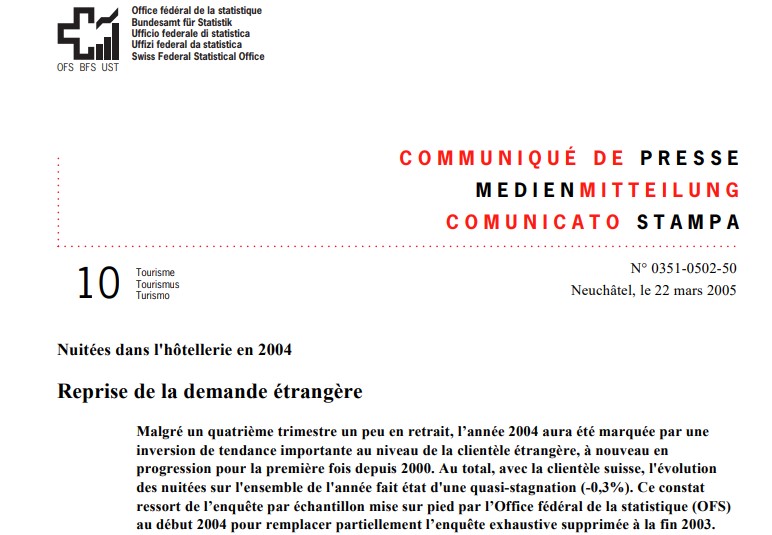 Office fédéral de la statistique
Bundesamt für Statistik
Ufficio federale di statistica
Uffizi federal da statistica
Swiss Federal Statistical Office
OFS BFS UST
COMMUNIQUÉ DE PRESSE
MEDIENMITTEILUNG
COMUNICATO STAMPA
10
Tourisme
Tourismus
Turismo
N° 0351-0502-50
Neuchâtel, le 22 mars 2005
Nuitées dans l'hôtellerie en 2004
Reprise de la demande étrangère
Malgré un quatrième trimestre un peu en retrait, l’année 2004 aura été marquée par une
inversion de tendance importante au niveau de la clientèle étrangère, à nouveau en
progression pour la première fois depuis 2000. Au total, avec la clientèle suisse, l'évolution
des nuitées sur l'ensemble de l'année fait état d'une quasi-stagnation (-0,3%). Ce constat
ressort de l’enquête par échantillon mise sur pied par l’Office fédéral de la statistique (OFS)
au début 2004 pour remplacer partiellement l’enquête exhaustive supprimée à la fin 2003.